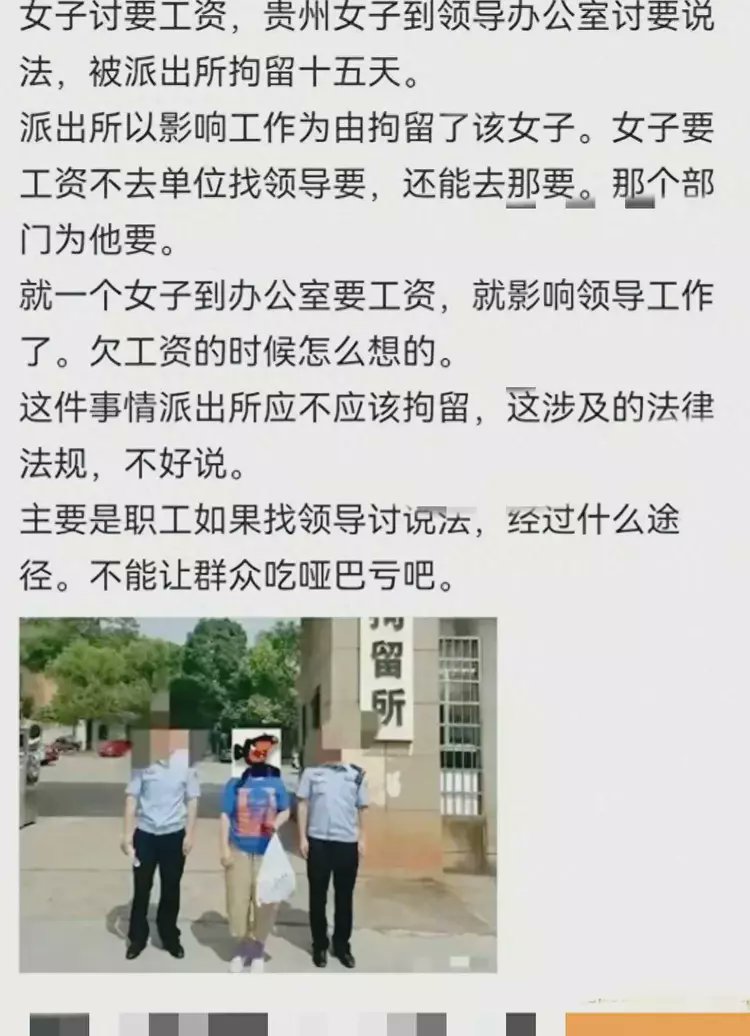 女子讨要工资，贵州女子到领导办公室讨要说
法，被派出所拘留十五天。
派出所以影响工作为由拘留了该女子。女子要
工资不去单位找领导要，还能去那要。那个部
门为他要。
就一个女子到办公室要工资，就影响领导工作
了。欠工资的时候怎么想的。
这件事情派出所应不应该拘留，这涉及的法律
法规，不好说。
主要是职工如果找领导讨说法，经过什么途
径。不能让群众吃哑巴亏吧。
拘留所